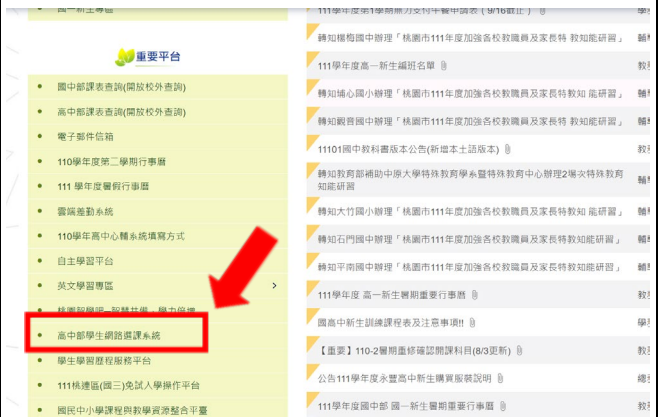 國一新生專區
重要平台
國中部課表查詢(開放校外查詢)
高中部課表查詢(開放校外查詢)
電子郵件信箱
110學年度第二學期行事曆
111 學年度暑假行事曆
雲端差勤系統
110學年高中心輔系統填寫方式
自主學習平台
英文學習專區
高中部學生網路選課系統
學生學習歷程服務平台
111桃連區(國三)免試入學操作平台
國民中小學課程與教學資源整合平臺
111學年度第1學期無力支付午餐申請表（9/16截止）
學
轉知楊梅國中辦理「桃園市111年度加強各校教職員及家長特 教知能研習」
輔
111學年度高一新生編班名單
教
轉知埔心國小辦理「桃園市111年度加強各校教職員及家長特教知 能研習」
輔
轉知觀音國中辦理「桃園市111年度加強各校教職員及家長特 教知能研習」
輔
11101國中教科書版本公告(新增本土語版本)
教
轉知教育部補助中原大學特殊教育學系暨特殊教育中心辦理2場次特殊教育
知能研習
輔
轉知大竹國小辦理「桃園市111年度加強各校教職員及家長特教知 能研習」
輔
轉知石門國中辦理「桃園市111年度加強各校教職員及家長特教知能研習」
輔
轉知平南國中辦理「桃園市111年度加強各校教職員及家長特教知能研習」
輔
111學年度 高一新生暑期重要行事曆
教
國高中新生訓練課程表及注意事項!!
學
【重要】110-2暑期重修確認開課科目(8/3更新)
教
公告111學年度永豐高中新生購買服裝說明
總
111學年度國中部 國一新生暑期重要行事曆
教